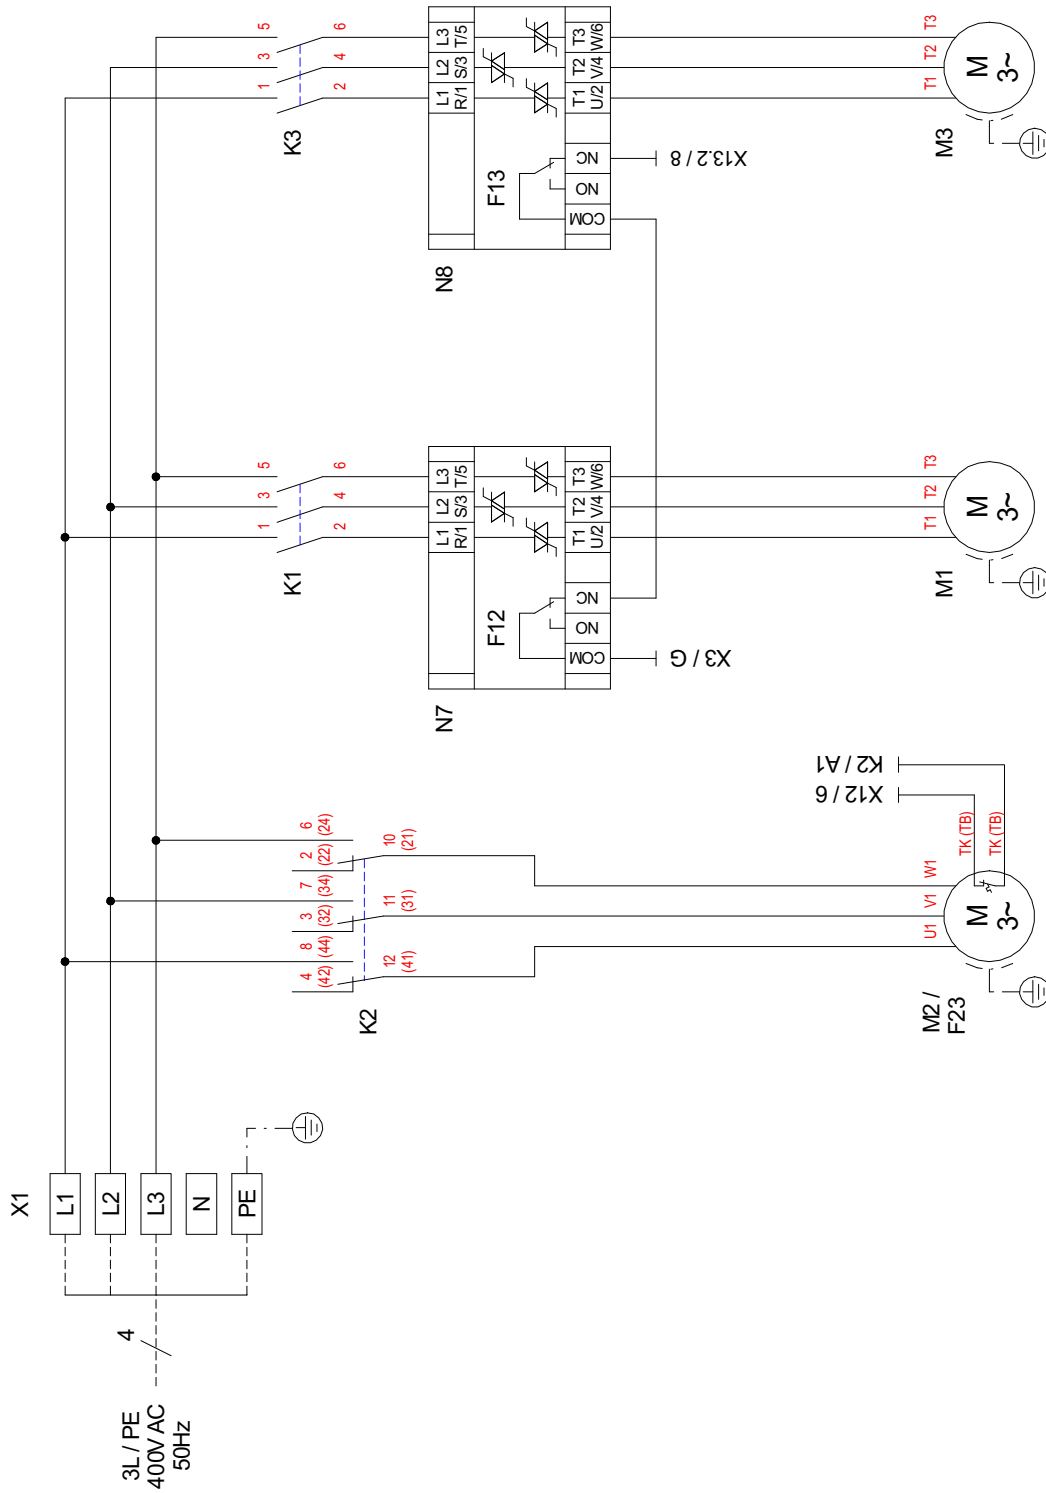 3L / PE
400V AC
50Hz
4
X1
L1
L2
L3
N
PE
K2
4
(42)
8
(44)
3
(32)
7
(34)
2
(22)
6
(24)
12
(41)
11
(31)
10
(21)
U1
V1
W1
TK (TB)
TK (TB)
X12 / 6
K2 / A1
M2 /
F23
M
3~
K1
1
3
5
2
4
6
N7
L1
R/1
L2
S/3
L3
T/5
F12
COM
NO
NC
T1
U/2
T2
V/4
T3
W/6
X3 / G
T1
T2
T3
M1
M
3~
K3
1
3
5
2
4
6
N8
L1
R/1
L2
S/3
L3
T/5
F13
COM
NO
NC
T1
U/2
T2
V/4
T3
W/6
X13.2 / 8
T1
T2
T3
M3
M
3~